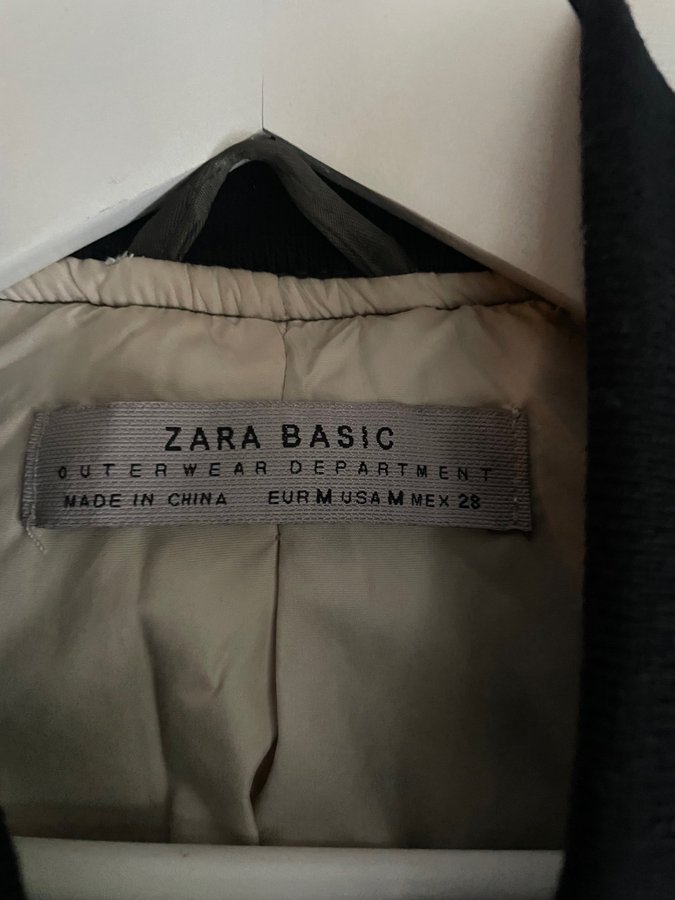 ZARA BASIC
OUTERWEAR DEPARTMENT
MADE IN CHINA EUR M USA M MEX 28